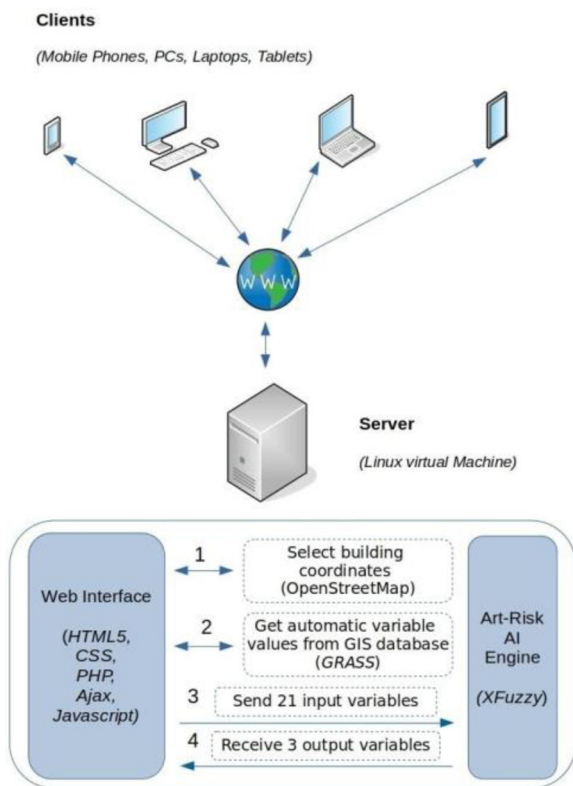 Clients
(Mobile Phones, PCs, Laptops, Tablets)
WWW
Server
(Linux virtual Machine)
Web Interface
(HTML5,
CSS,
PHP,
Ajax,
Javascript)
1
Select building
coordinates
(OpenStreetMap)
2
Get automatic variable
values from GIS database
(GRASS)
3
Send 21 input variables
4
Receive 3 output variables
Art-Risk
AI
Engine
(XFuzzy)